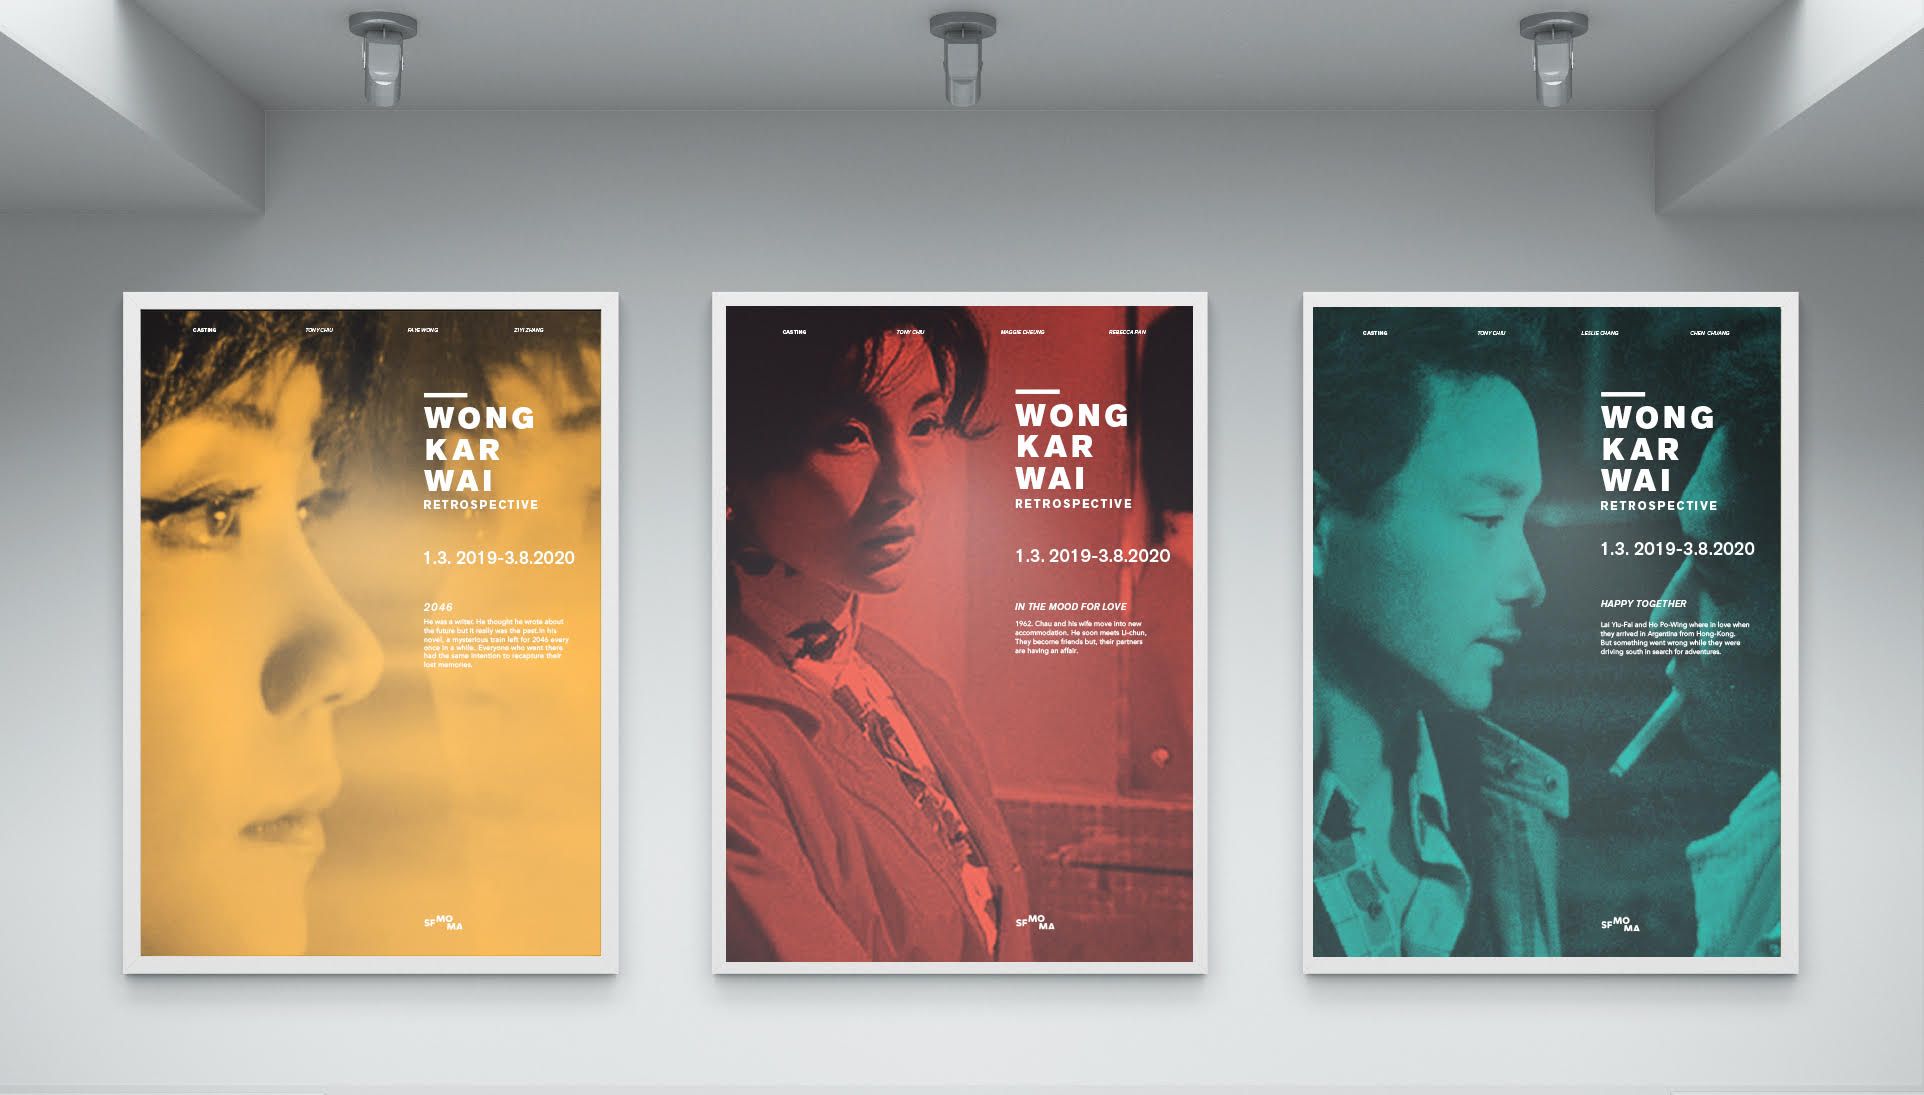 CASTING TONY CHIU FAYE WONG ZIYI ZHANG
WONG
KAR
WAI
RETROSPECTIVE
1.3. 2019-3.8.2020
2046
He was a writer. He thought he wrote about
the future but it really was the past.In his
novel, a mysterious train left for 2046 every
once in a while. Everyone who went there
had the same intention to recapture their
lost memories.
SFMO
MA
CASTING TONY CHIU MAGGIE CHEUNG REBECCA PAN
WONG
KAR
WAI
RETROSPECTIVE
1.3. 2019-3.8.2020
IN THE MOOD FOR LOVE
1962. Chau and his wife move into new
accommodation. He soon meets Li-chun,
They become friends but, their partners
are having an affair.
SFMO
MA
CASTING TONY CHIU LESLIE CHANG CHEN CHUANG
WONG
KAR
WAI
RETROSPECTIVE
1.3. 2019-3.8.2020
HAPPY TOGETHER
Lai Yiu-Fai and Ho Po-Wing where in love when
they arrived in Argentina from Hong-Kong.
But something went wrong while they were
driving south in search for adventures.
SFMO
MA